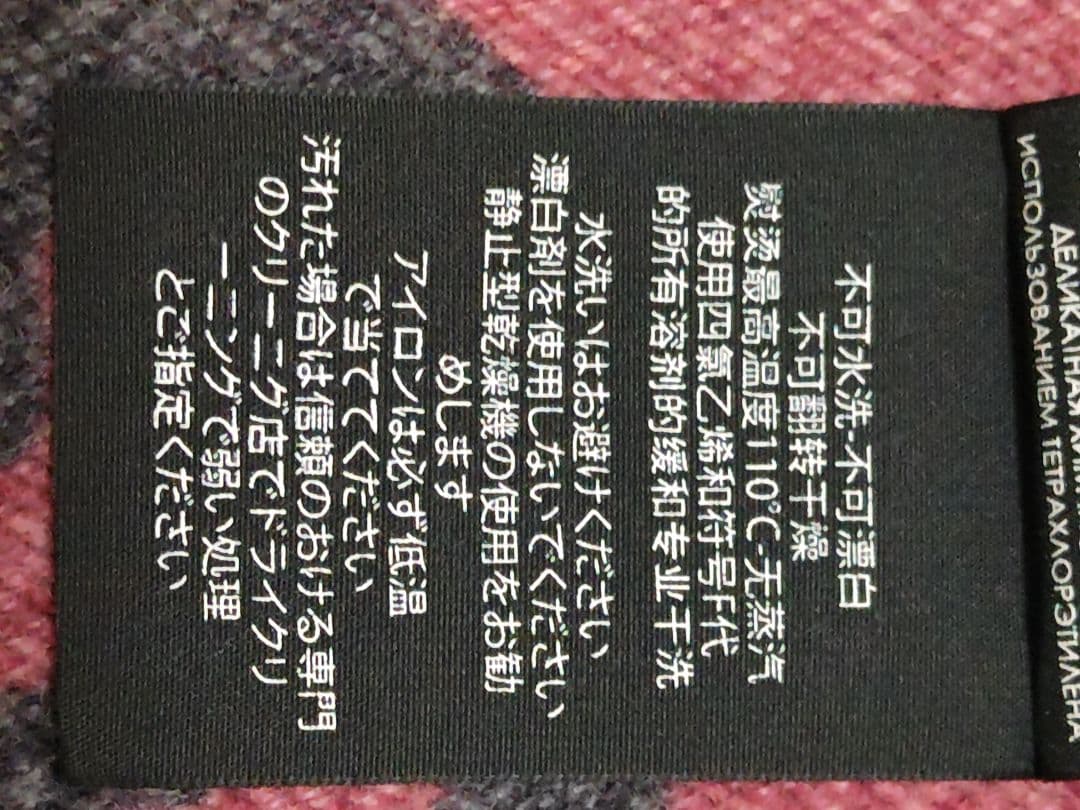 ДЕЛИКАТНАЯ
ИСПОЛЬЗОВАНИЕМ ТЕТРАХЛОРЭТИЛЕНА
不可水洗-不可漂白
不可翻转干燥
熨烫最高温度110°C-无蒸汽
使用四氯乙烯和符号F代
的所有溶剂的缓和专业干洗
水洗いはお避けください
漂白剤を使用しないでください
静止型乾燥機の使用をお勧
めします
アイロンは必ず低温
で当ててください
汚れた場合は信頼のおける専門
のクリーニグ店でドライクリ
ーニングで弱い処理
とご指定ください